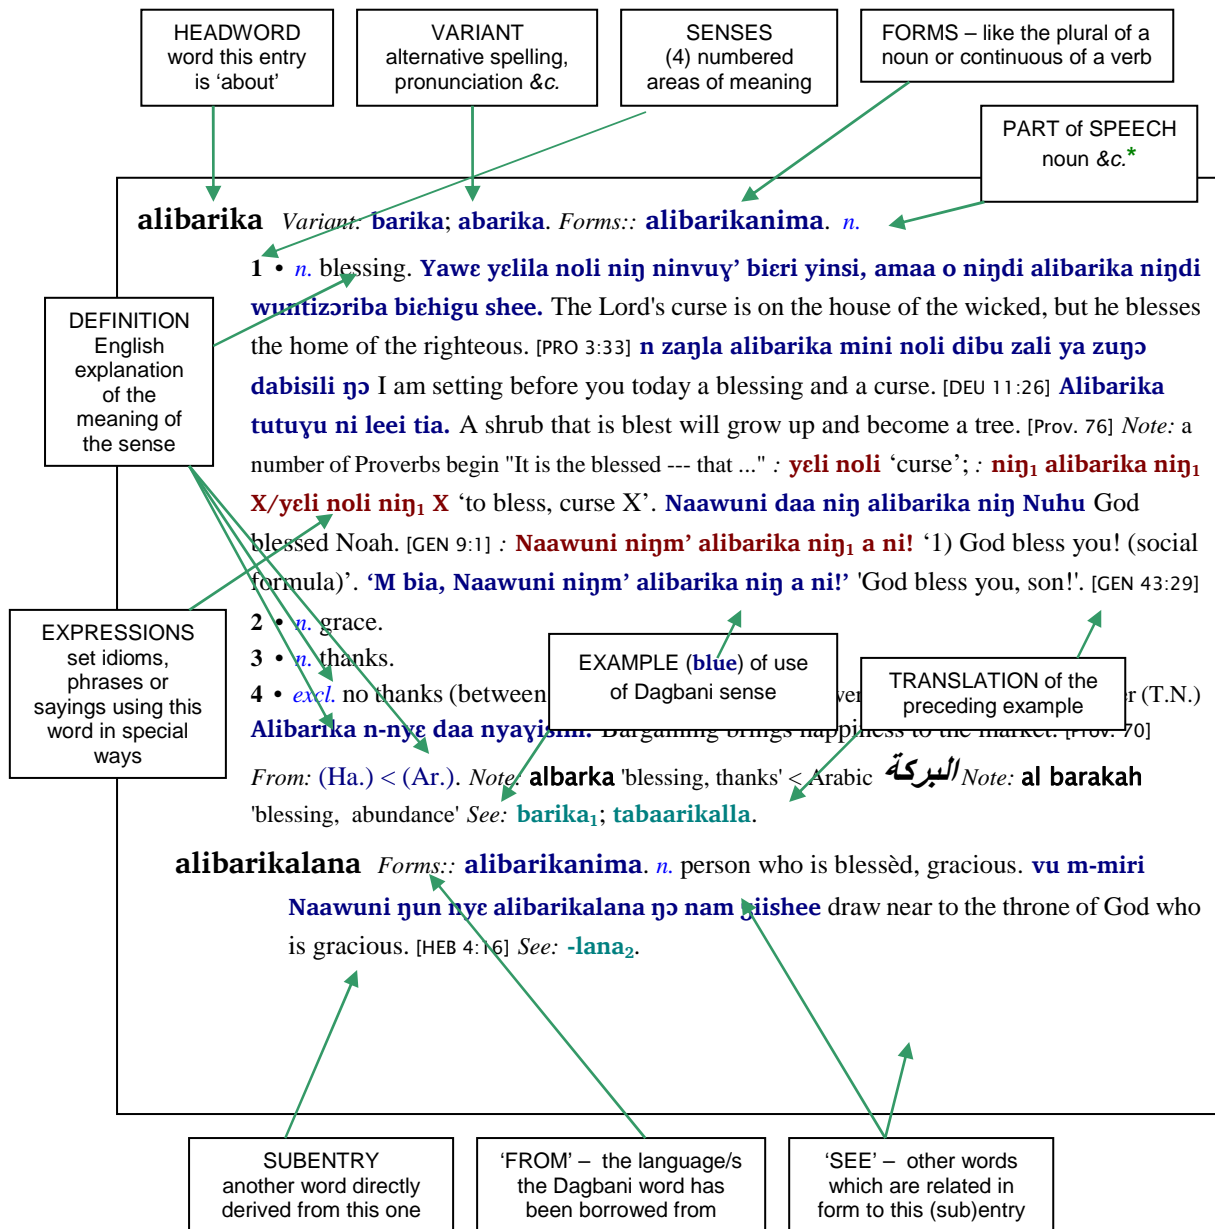 HEADWORD
word this entry
is ‘about’
VARIANT
alternative spelling,
pronunciation &c.
SENSES
(4) numbered
areas of meaning
FORMS – like the plural of a
noun or continuous of a verb
PART of SPEECH
noun &c.*
alibarika Variant: barika; abarika. Forms:: alibarikanima. n.
1 • n. blessing. Yawɛ yɛlila noli niŋ ninvuɣ’ biɛri yinsi, amaa o niŋdi alibarika niŋdi
wuntizɔriba biɛhigu shee. The Lord's curse is on the house of the wicked, but he blesses
the home of the righteous. [PRO 3:33] n zaŋla alibarika mini noli dibu zali ya zuŋɔ
dabisili ŋɔ I am setting before you today a blessing and a curse. [DEU 11:26] Alibarika
tutuɣu ni leei tia. A shrub that is blest will grow up and become a tree. [Prov. 76] Note: a
number of Proverbs begin "It is the blessed --- that ..." : yɛli noli ‘curse’; : niŋ₁ alibarika niŋ₁
X/yɛli noli niŋ₁ X ‘to bless, curse X’. Naawuni daa niŋ alibarika niŋ Nuhu God
blessed Noah. [GEN 9:1] : Naawuni niŋm’ alibarika niŋ₁ a ni! ‘1) God bless you! (social
formula)’. ‘M bia, Naawuni niŋm’ alibarika niŋ a ni!’ 'God bless you, son!'. [GEN 43:29]
2 • n. grace.
3 • n. thanks.
4 • excl. no thanks (between er (T.N.)
Alibarika n-nyɛ daa nyaɣisim. Bargaining brings happiness to the market. [Prov. 70]
From: (Ha.) < (Ar.). Note: albarka 'blessing, thanks' < Arabic البركة Note: al barakah
'blessing, abundance' See: barika₁; tabaarikalla.
alibarikalana Forms:: alibarikanima. n. person who is blessèd, gracious. vu m-miri
Naawuni ŋun nyɛ alibarikalana ŋɔ nam ʒiishee draw near to the throne of God who
is gracious. [HEB 4:16] See: -lana₂.
DEFINITION
English
explanation
of the
meaning of
the sense
EXPRESSIONS
set idioms,
phrases or
sayings using this
word in special
ways
EXAMPLE (blue) of use
of Dagbani sense
TRANSLATION of the
preceding example
SUBENTRY
another word directly
derived from this one
‘FROM’ – the language/s
the Dagbani word has
been borrowed from
‘SEE’ – other words
which are related in
form to this (sub)entry